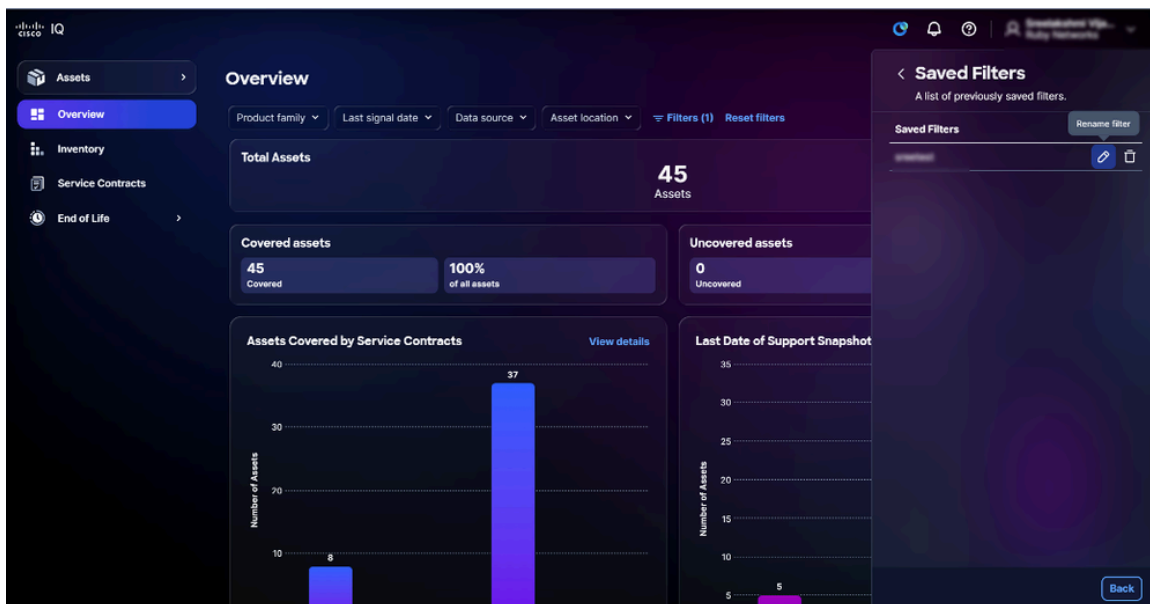 cisco IQ
Assets
Overview
Inventory
Service Contracts
End of Life
Overview
Product family Last signal date Data source Asset location Filters (1) Reset filters
Total Assets
45
Assets
Covered assets
45
Covered
100%
of all assets
Uncovered assets
0
Uncovered
Assets Covered by Service Contracts View details
40
30
20
10
Number of Assets
37
8
Last Date of Support Snapshot
35
30
25
20
15
10
5
Number of Assets
5
Saved Filters
A list of previously saved filters.
Rename filter
Saved Filters
Back